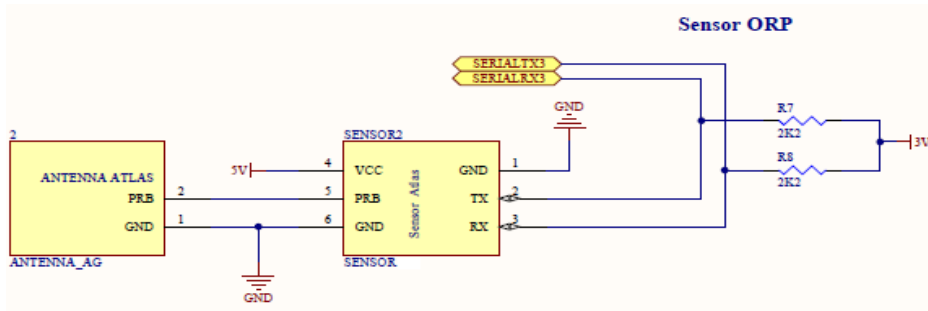 Sensor ORP
SERIALTX3
SERIALRX3
GND
R7
2K2
R8
2K2
3V
2
ANTENNA ATLAS
PRB
GND
ANTENNA_AG
2
1
GND
5V
SENSOR2
4
5
6
VCC
PRB
GND
Sensor Atlas
GND
TX
RX
1
2
3
SENSOR